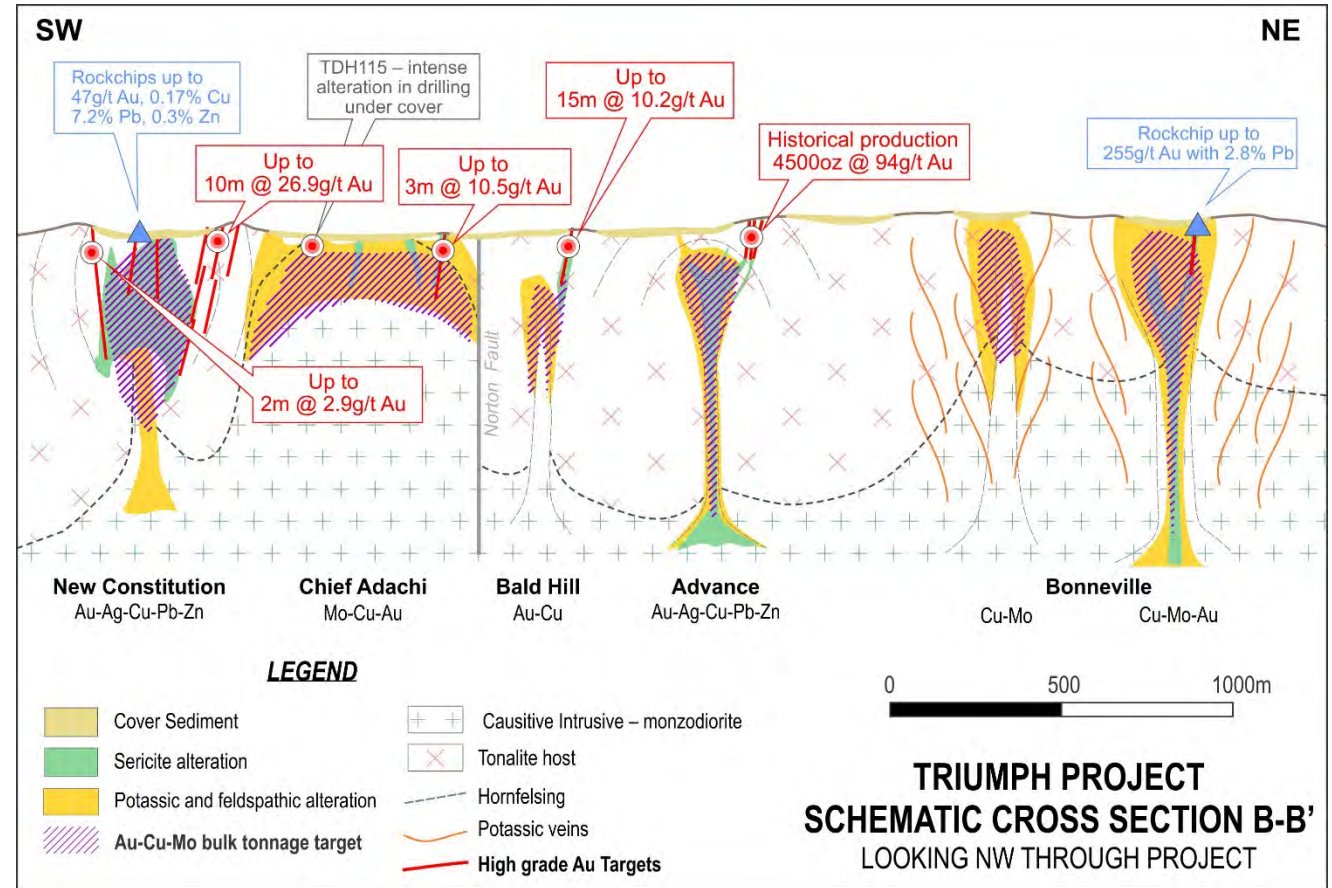 SW
NE
Rockchips up to
47g/t Au, 0.17% Cu
7.2% Pb, 0.3% Zn
TDH115 – intense
alteration in drilling
under cover
Up to
15m @ 10.2g/t Au
Up to
10m @ 26.9g/t Au
Up to
3m @ 10.5g/t Au
Historical production
4500oz @ 94g/t Au
Rockchip up to
255g/t Au with 2.8% Pb
Up to
2m @ 2.9g/t Au
Norton Fault
New Constitution
Au-Ag-Cu-Pb-Zn
Chief Adachi
Mo-Cu-Au
Bald Hill
Au-Cu
Advance
Au-Ag-Cu-Pb-Zn
Bonneville
Cu-Mo
Cu-Mo-Au
LEGEND
Cover Sediment
Sericite alteration
Potassic and feldspathic alteration
Au-Cu-Mo bulk tonnage target
Causitive Intrusive – monzodiorite
Tonalite host
Hornfelsing
Potassic veins
High grade Au Targets
0 500 1000m
TRIUMPH PROJECT
SCHEMATIC CROSS SECTION B-B’
LOOKING NW THROUGH PROJECT